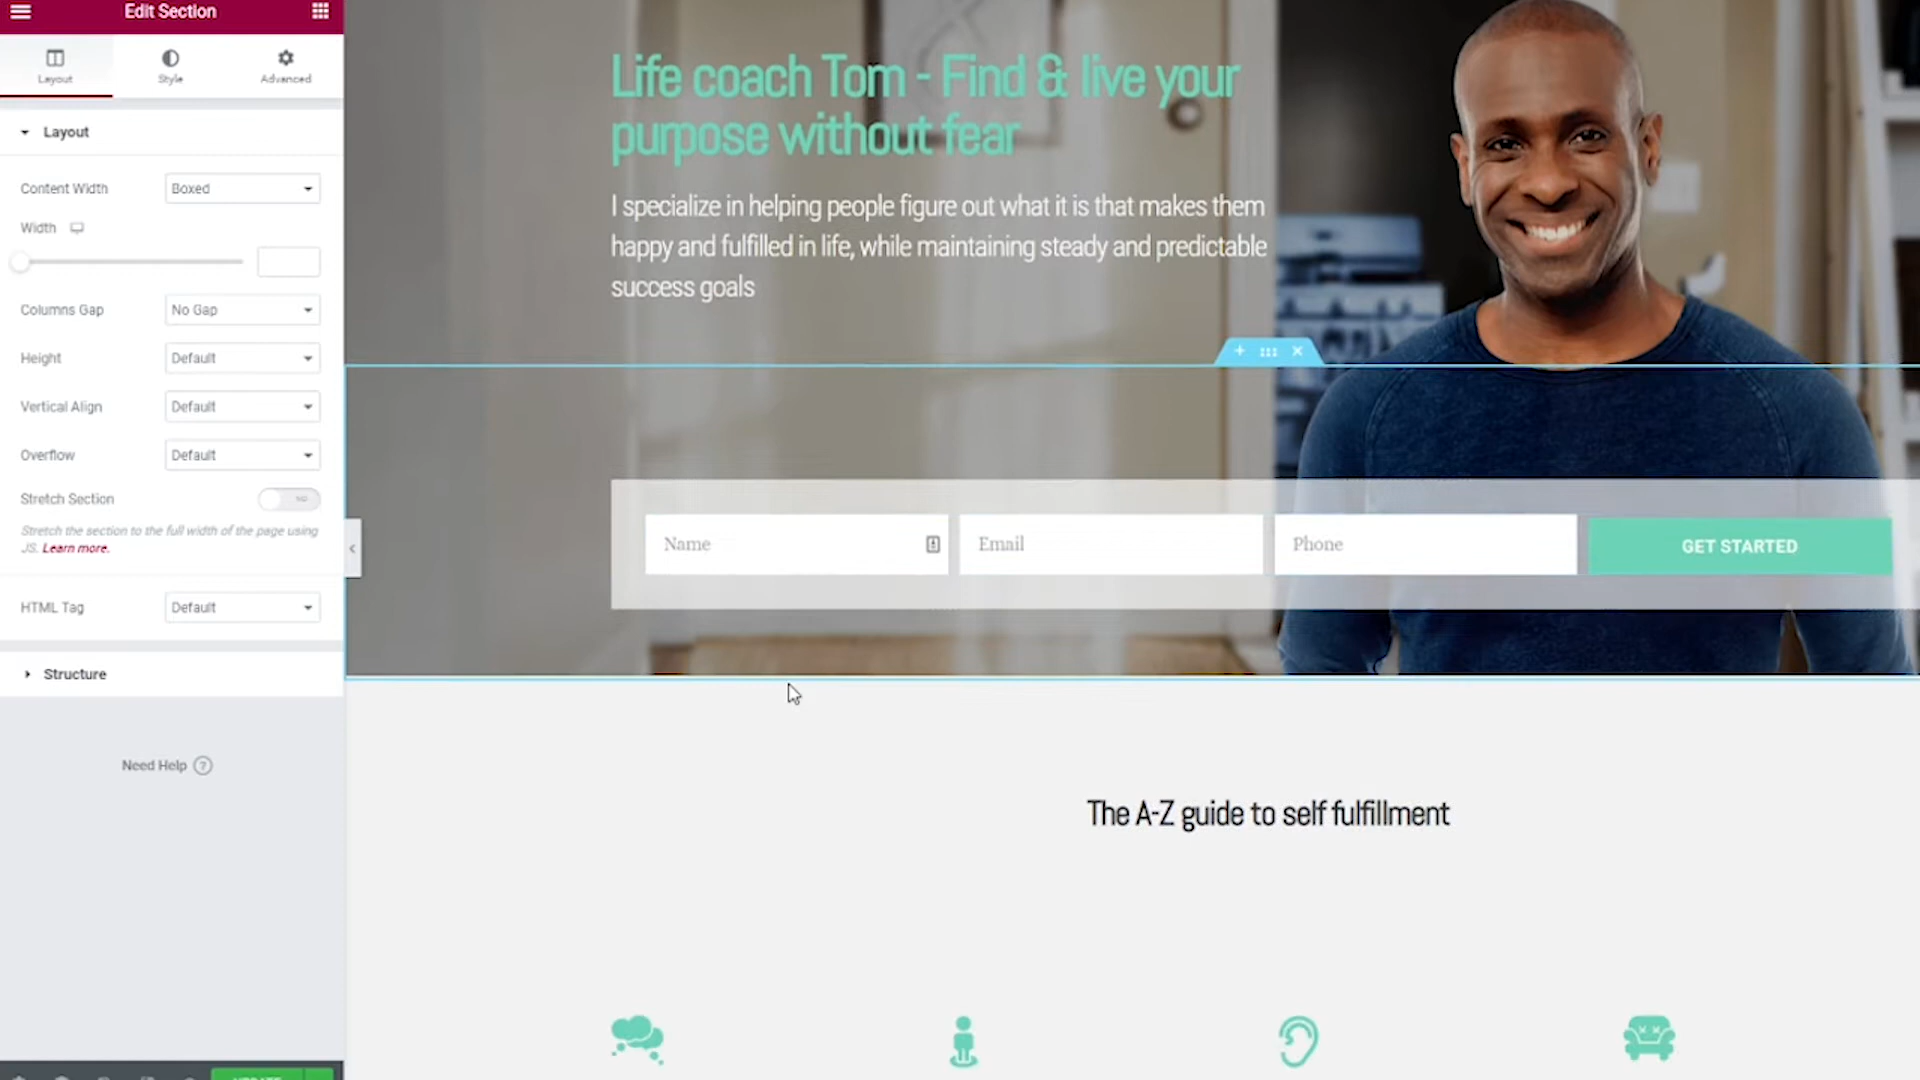 Edit Section
Layout
Style
Advanced
Layout
Content Width
Boxed
Width
Columns Gap
No Gap
Height
Default
Vertical Align
Default
Overflow
Default
Stretch Section
NO
Stretch the section to the full width of the page using
JS. Learn more.
HTML Tag
Default
Structure
Need Help
?
UPDATE
Life coach Tom - Find & live your
purpose without fear
I specialize in helping people figure out what it is that makes them
happy and fulfilled in life, while maintaining steady and predictable
success goals
Name
Email
Phone
GET STARTED
The A-Z guide to self fulfillment